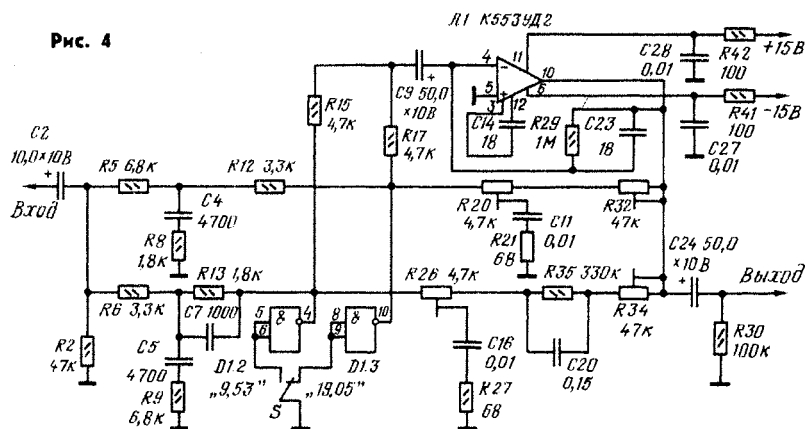 Рис. 4
Д1 К553УД2
4
11
10
5
3
12
6
C28
0,01
R42
100
+15В
R41
100
-15В
C27
0,01
C9 50,0
×10В
C14
18
R29
1М
C23
18
R15
4,7к
R17
4,7к
C2
10,0×10В
Вход
R5 6,8к
R12 3,3к
C4
4700
R8
1,8к
R20
4,7к
C11
0,01
R21
68
R32
47к
C24 50,0
×10В
Выход
R6 3,3к
R13 1,8к
C7 1000
R26 4,7к
R35 330к
R34
47к
R30
100к
R2
47к
C5
4700
R9
6,8к
5
6
&
4
8
9
&
10
D1.2
D1.3
„9,53"
„19,05"
S
C16
0,01
R27
68
C20
0,15